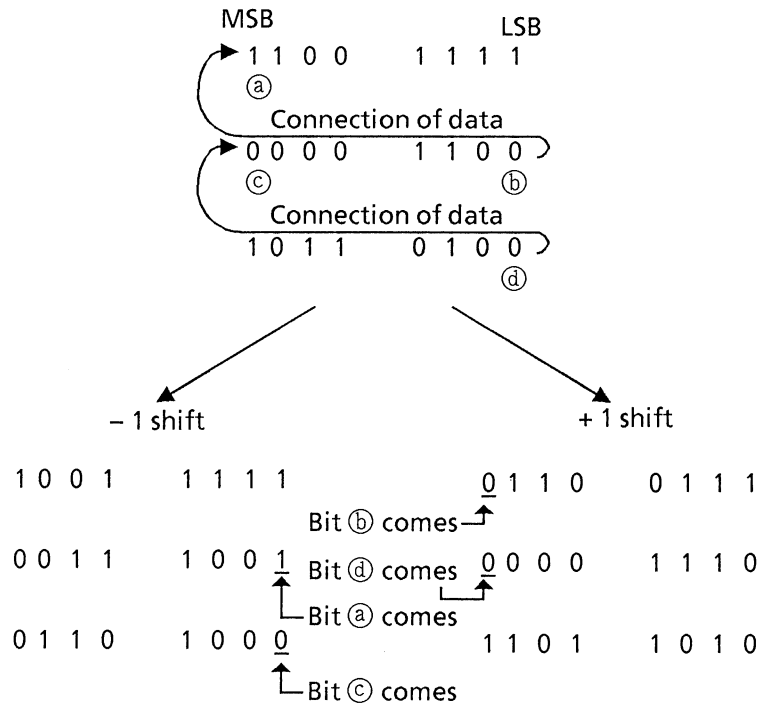 MSB LSB
1 1 0 0 1 1 1 1
ⓐ
Connection of data
0 0 0 0 1 1 0 0
ⓒ ⓑ
Connection of data
1 0 1 1 0 1 0 0
ⓓ
– 1 shift + 1 shift
1 0 0 1 1 1 1 1 0 1 1 0 0 1 1 1
Bit ⓑ comes
0 0 1 1 1 0 0 1 Bit ⓓ comes 0 0 0 0 1 1 1 0
Bit ⓐ comes
0 1 1 0 1 0 0 0 1 1 0 1 1 0 1 0
Bit ⓒ comes